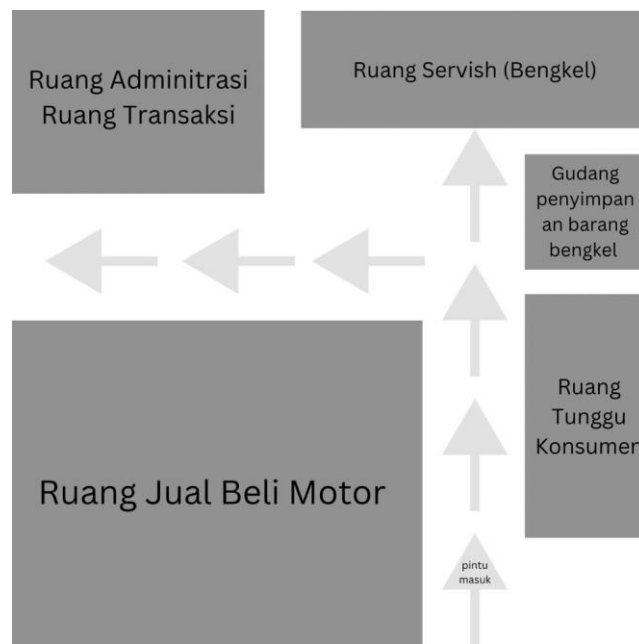 Ruang Adminitrasi
Ruang Transaksi
Ruang Servish (Bengkel)
Gudang
penyimpan
an barang
bengkel
Ruang
Tunggu
Konsumen
Ruang Jual Beli Motor
pintu
masuk